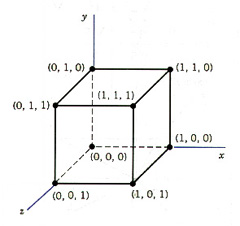 y
(0, 1, 0)
(1, 1, 0)
(0, 1, 1)
(1, 1, 1)
(1, 0, 0)
(0, 0, 0)
x
(0, 0, 1)
(1, 0, 1)
z